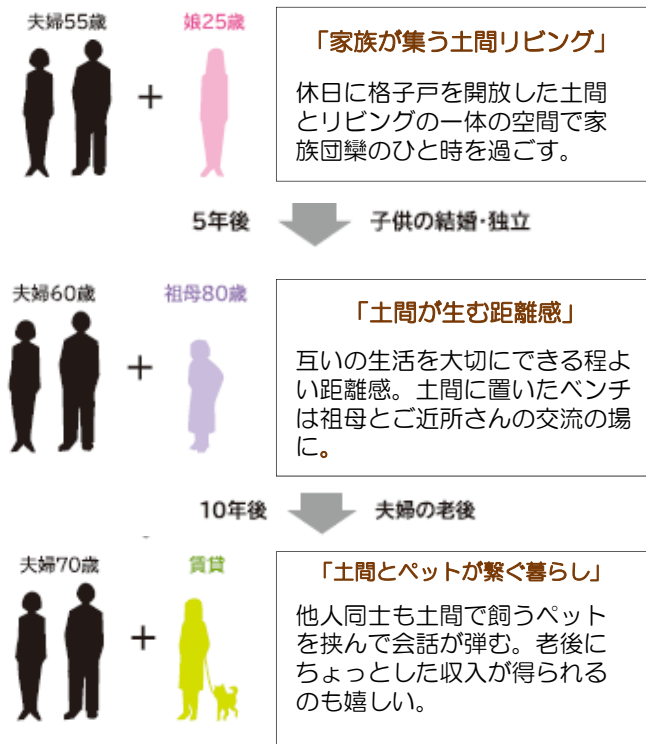 夫婦55歳
娘25歳
「家族が集う土間リビング」
休日に格子戸を開放した土間
とリビングの一体の空間で家
族団欒のひと時を過ごす。
5年後
子供の結婚・独立
夫婦60歳
祖母80歳
「土間が生む距離感」
互いの生活を大切にできる程よ
い距離感。土間に置いたベンチ
は祖母とご近所さんの交流の場
に。
10年後
夫婦の老後
夫婦70歳
賃貸
「土間とペットが繋ぐ暮らし」
他人同士も土間で飼うペット
を挟んで会話が弾む。老後に
ちょっとした収入が得られる
のも嬉しい。